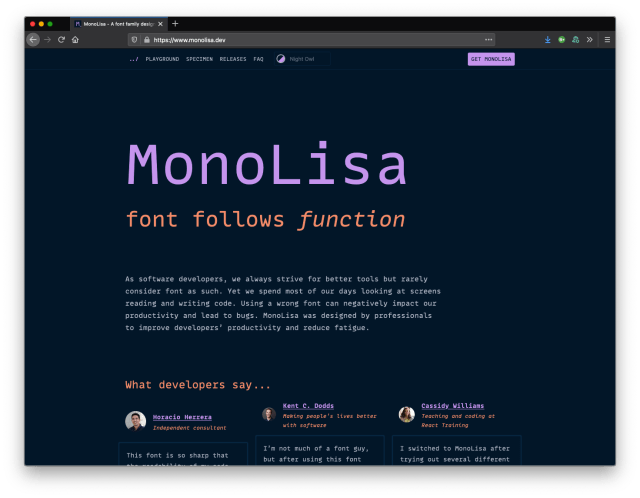 MonoLisa - A font family design
https://www.monolisa.dev
../ PLAYGROUND SPECIMEN RELEASES FAQ Night Owl GET MONOLISA
MonoLisa
font follows function
As software developers, we always strive for better tools but rarely
consider font as such. Yet we spend most of our days looking at screens
reading and writing code. Using a wrong font can negatively impact our
productivity and lead to bugs. MonoLisa was designed by professionals
to improve developers' productivity and reduce fatigue.
What developers say...
Horacio Herrera
Independent consultant
This font is so sharp that
the readability of my code
Kent C. Dodds
Making people's lives better
with software
I'm not much of a font guy,
but after using this font
Cassidy Williams
Teaching and coding at
React Training
I switched to MonoLisa after
trying out several different